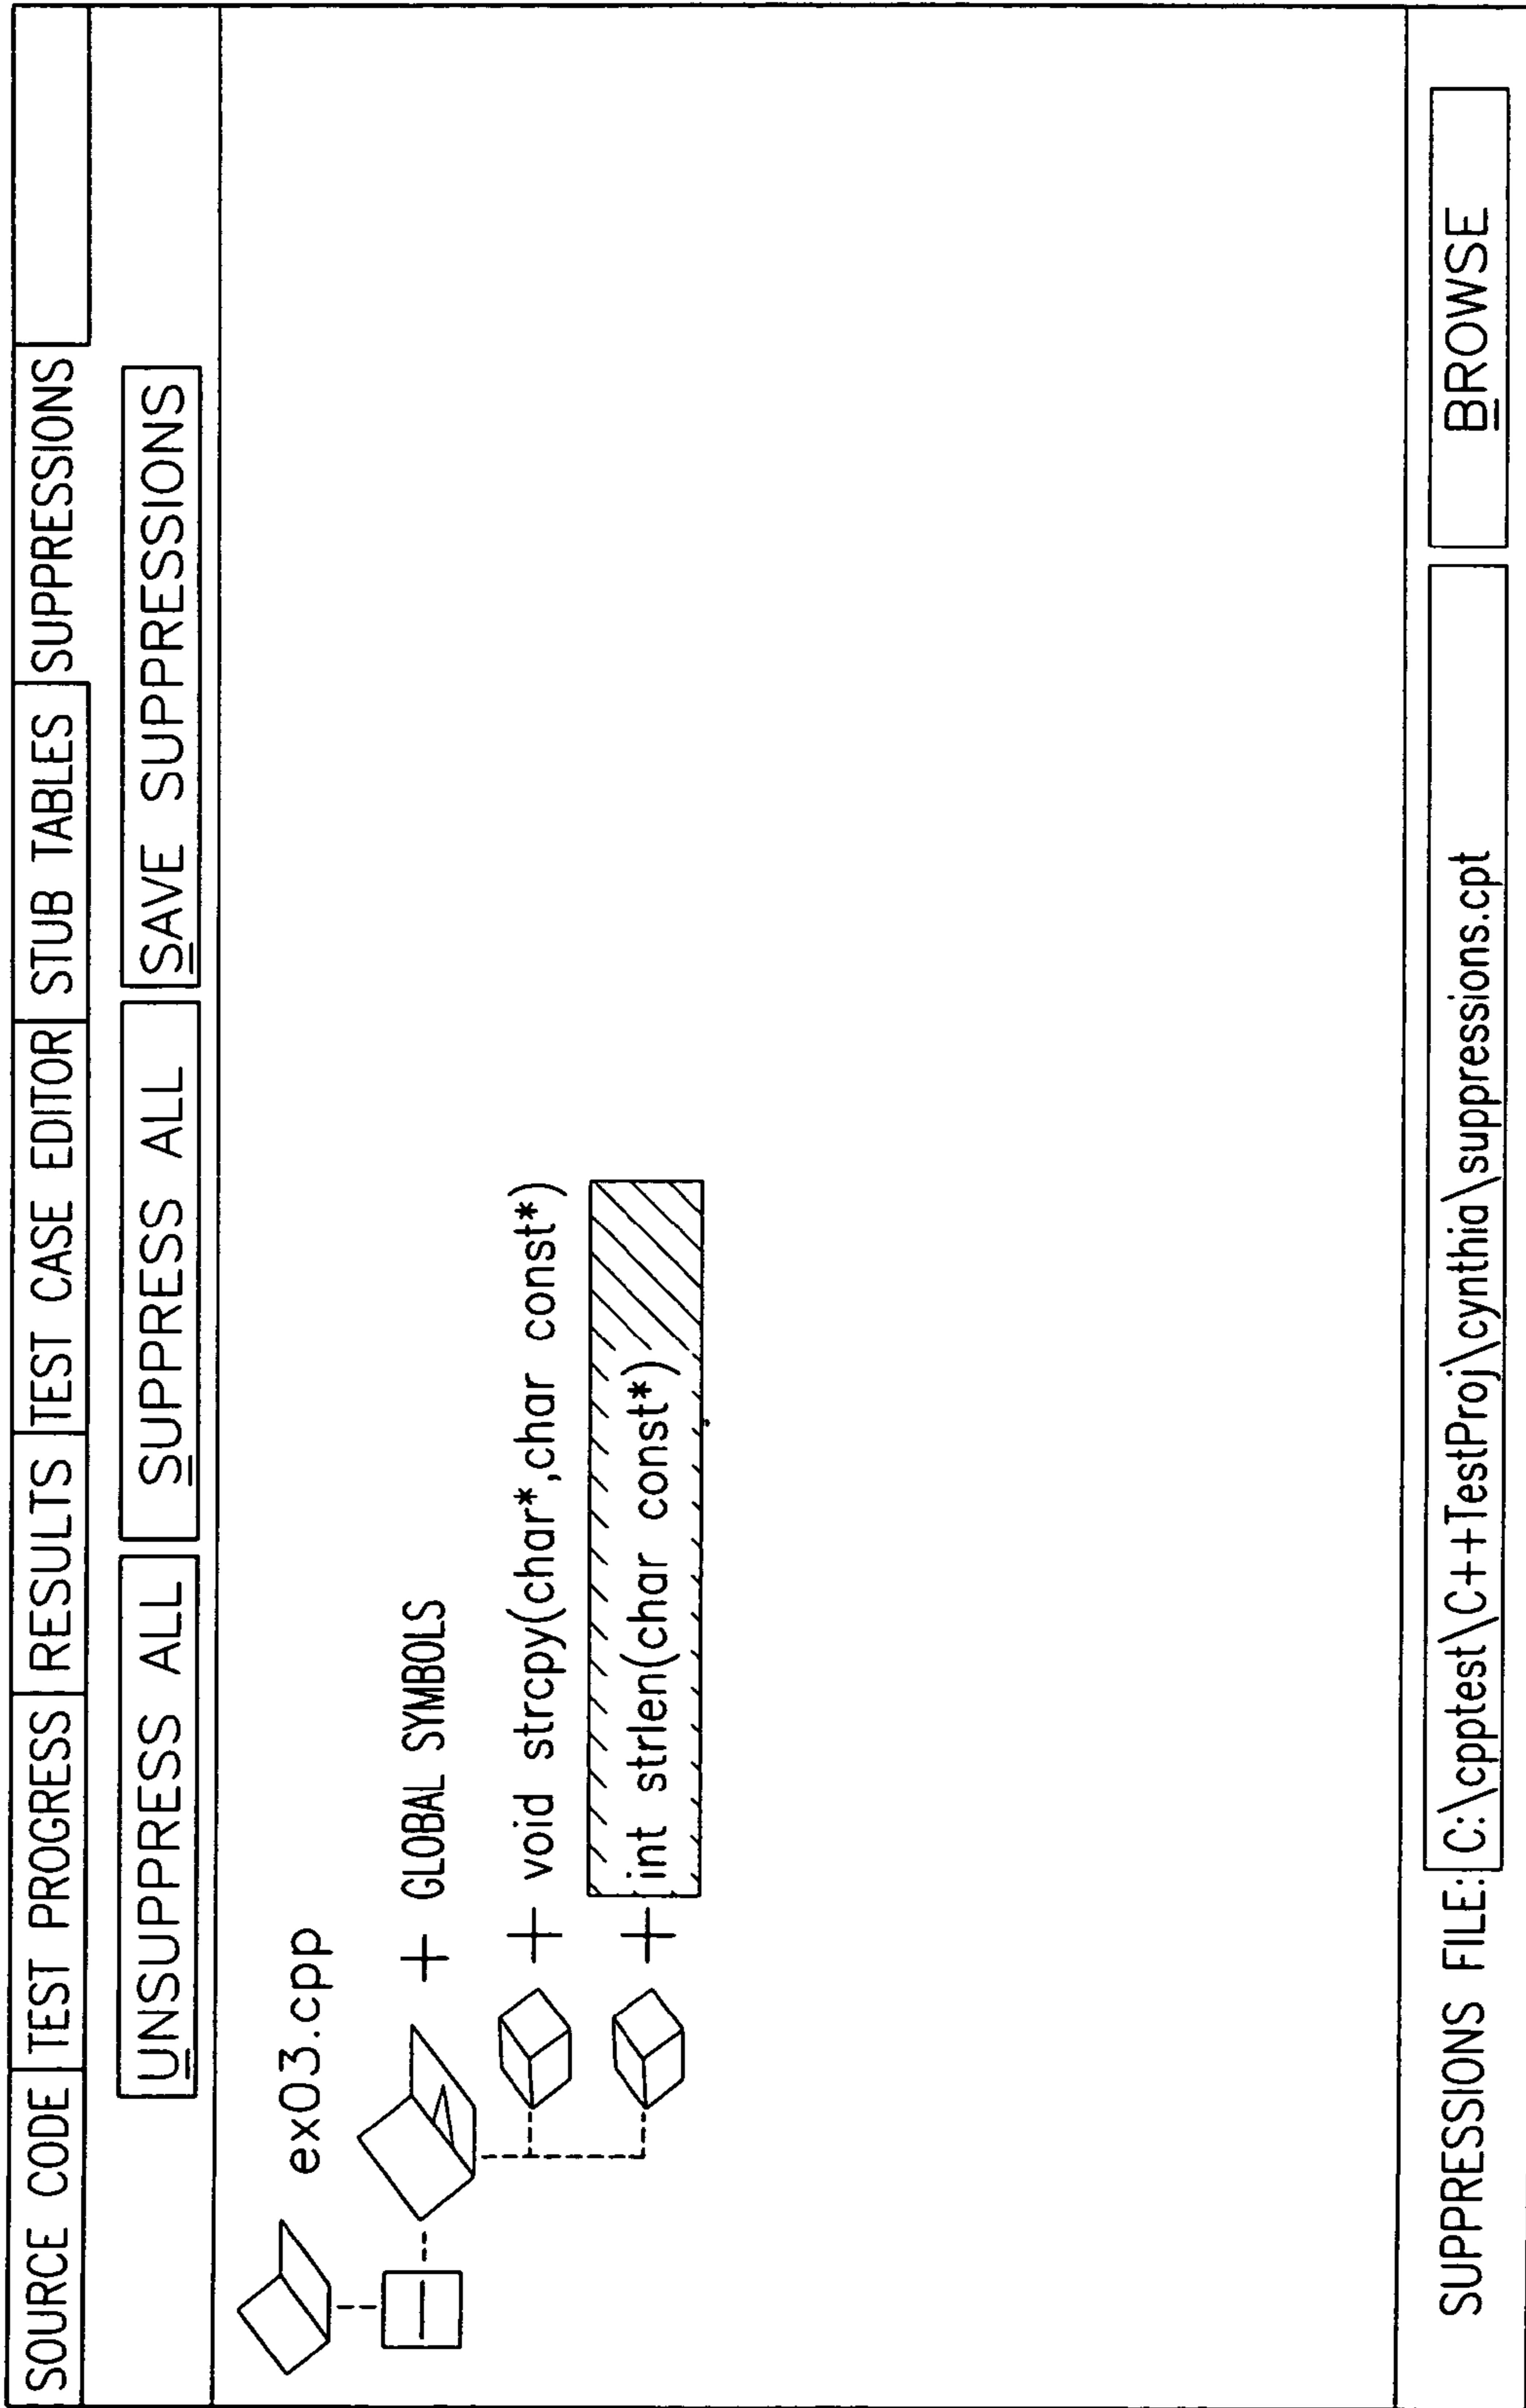 SOURCE CODE TEST PROGRESS RESULTS TEST CASE EDITOR STUB TABLES SUPPRESSIONS
UNSUPPRESS ALL SUPPRESS ALL SAVE SUPPRESSIONS
ex03.cpp
+ GLOBAL SYMBOLS
+ void strcpy(char*,char const*)
+ int strlen(char const*)
SUPPRESSIONS FILE: C:\cpptest\C++TestProj\cynthia\suppressions.cpt BROWSE